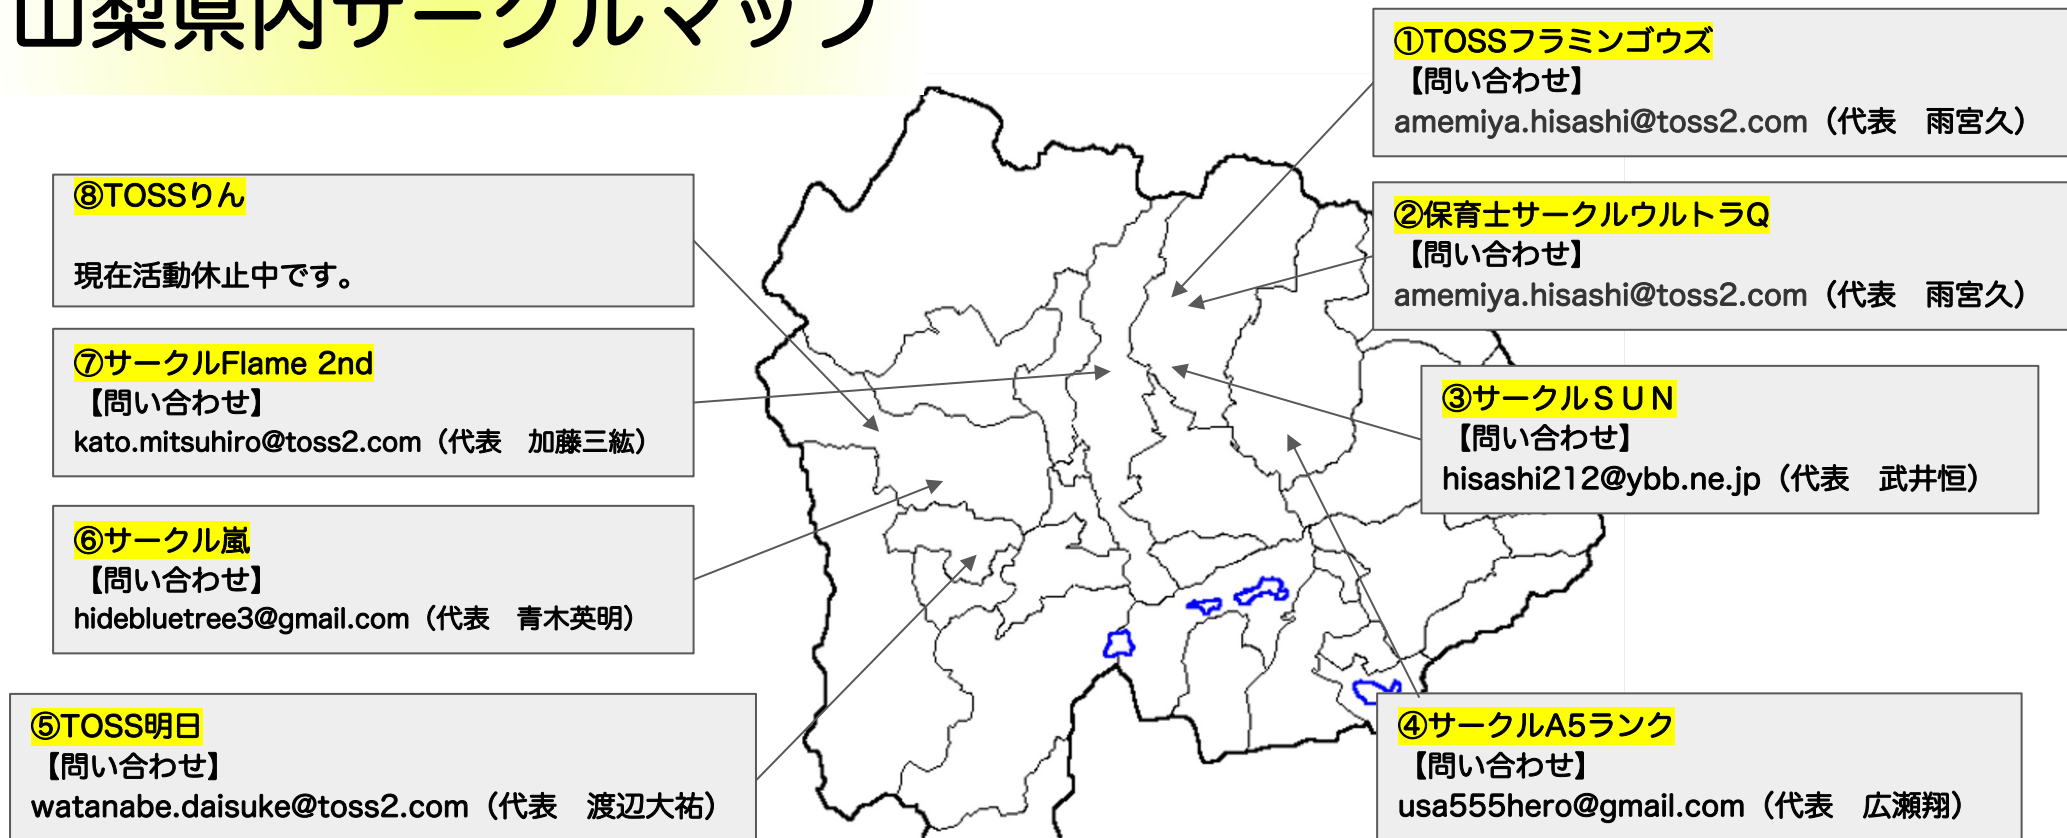 山梨県内サークルマップ
①TOSSフラミンゴウズ
【問い合わせ】
amemiya.hisashi@toss2.com（代表　雨宮久）
②保育士サークルウルトラQ
【問い合わせ】
amemiya.hisashi@toss2.com（代表　雨宮久）
③サークルＳＵＮ
【問い合わせ】
hisashi212@ybb.ne.jp（代表　武井恒）
④サークルA5ランク
【問い合わせ】
usa555hero@gmail.com（代表　広瀬翔）
⑤TOSS明日
【問い合わせ】
watanabe.daisuke@toss2.com（代表　渡辺大祐）
⑥サークル嵐
【問い合わせ】
hidebluetree3@gmail.com（代表　青木英明）
⑦サークルFlame 2nd
【問い合わせ】
kato.mitsuhiro@toss2.com（代表　加藤三紘）
⑧TOSSりん
現在活動休止中です。